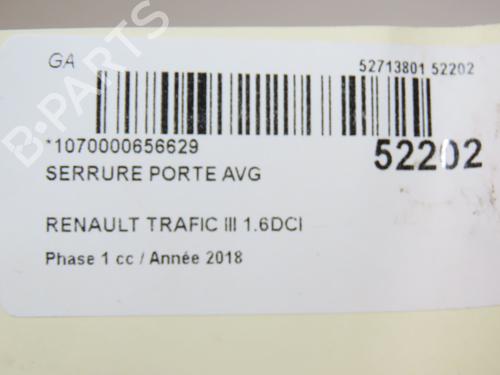 GA
52713801 52202
*1070000656629
52202
SERRURE PORTE AVG
RENAULT TRAFIC III 1.6DCI
Phase 1 cc / Année 2018
B-PARTS